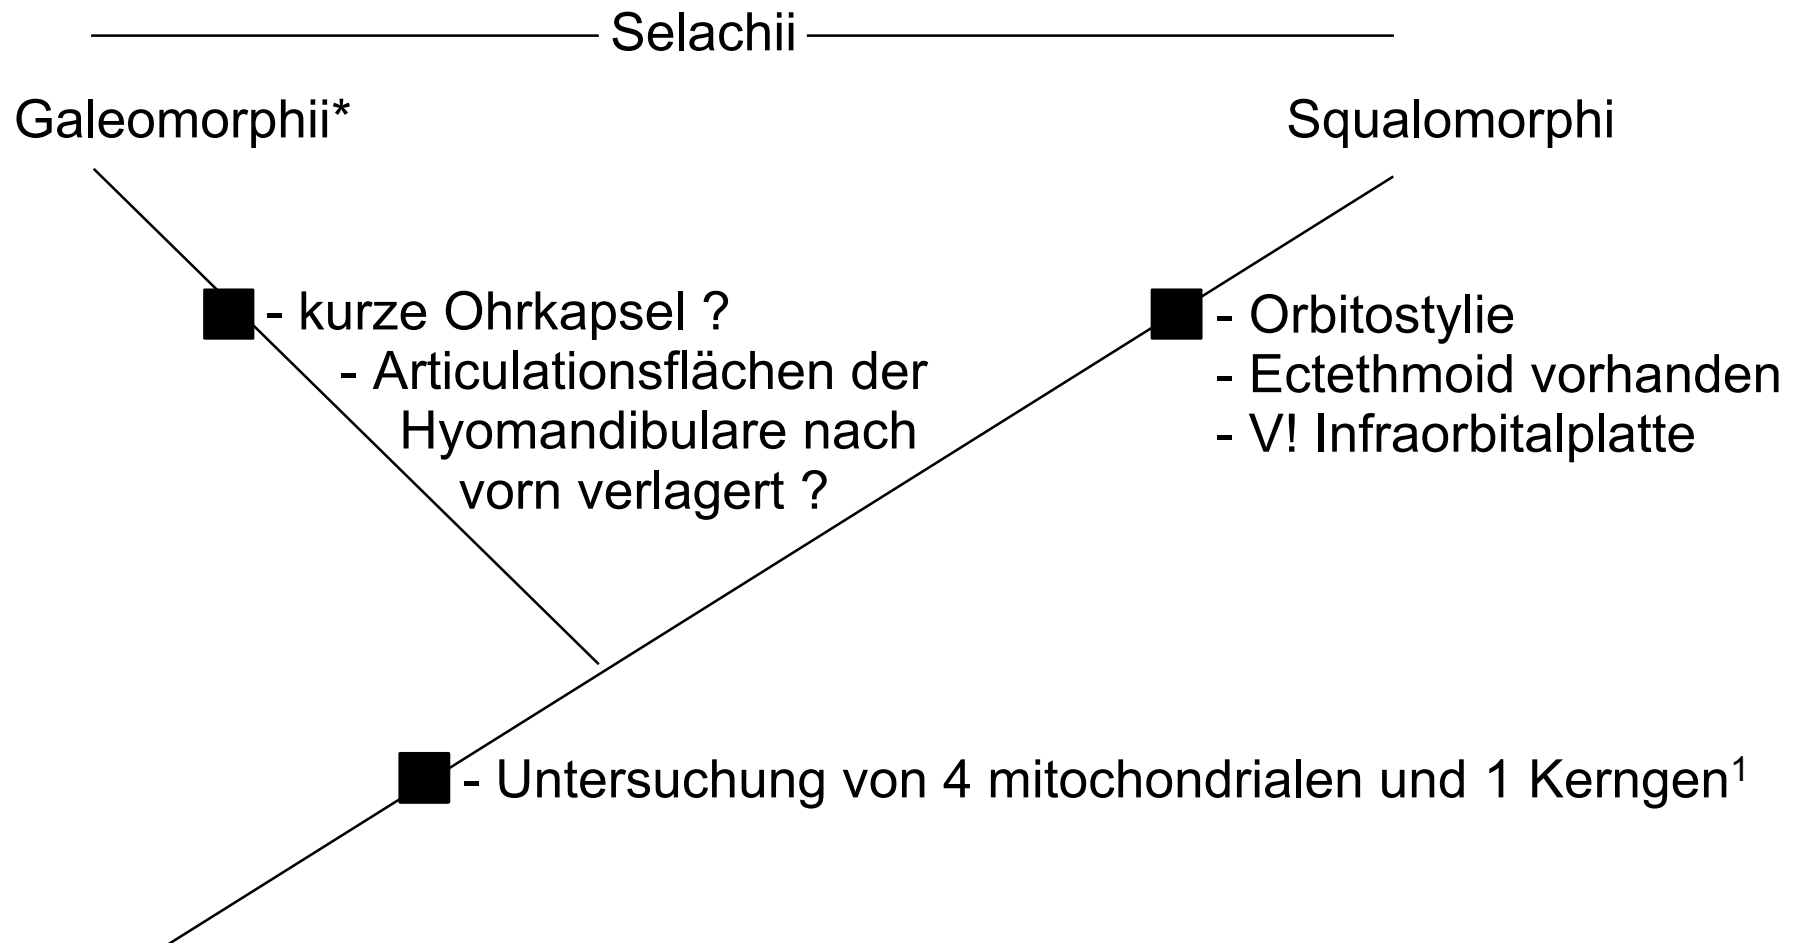 Selachii
Galeomorphii*
Squalomorphi
- kurze Ohrkapsel ?
- Articulationsflächen der
Hyomandibulare nach
vorn verlagert ?
- Orbitostylie
- Ectethmoid vorhanden
- V! Infraorbitalplatte
- Untersuchung von 4 mitochondrialen und 1 Kerngen¹